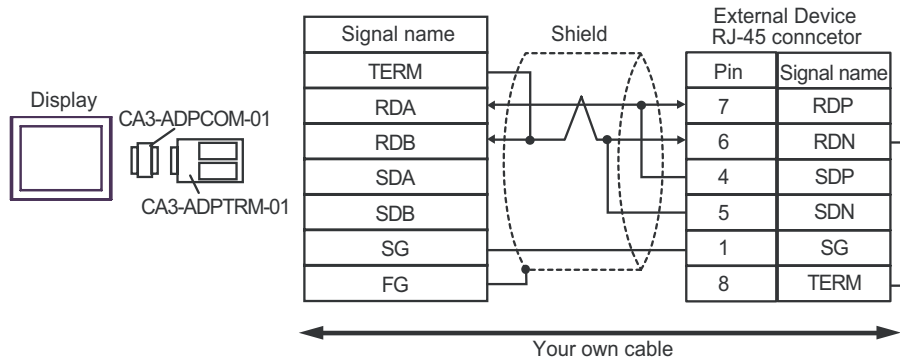 External Device
RJ-45 conncetor
Signal name
Shield
Pin Signal name
TERM
7 RDP
RDA
Display
CA3-ADPCOM-01
RDB
6 RDN
SDA
4 SDP
CA3-ADPTRM-01
SDB
5 SDN
SG
1 SG
FG
8 TERM
Your own cable